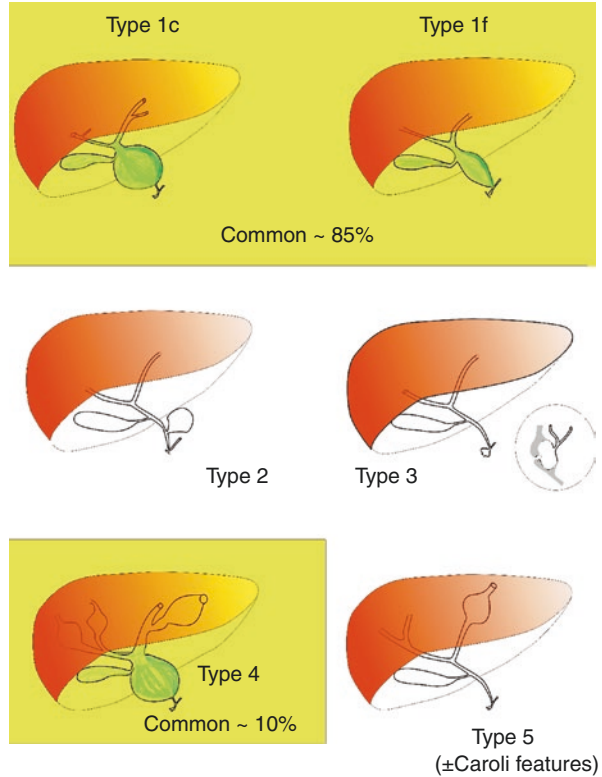 Type 1c
Type 1f
Common ~ 85%
Type 2
Type 3
Type 4
Common ~ 10%
Type 5
(±Caroli features)